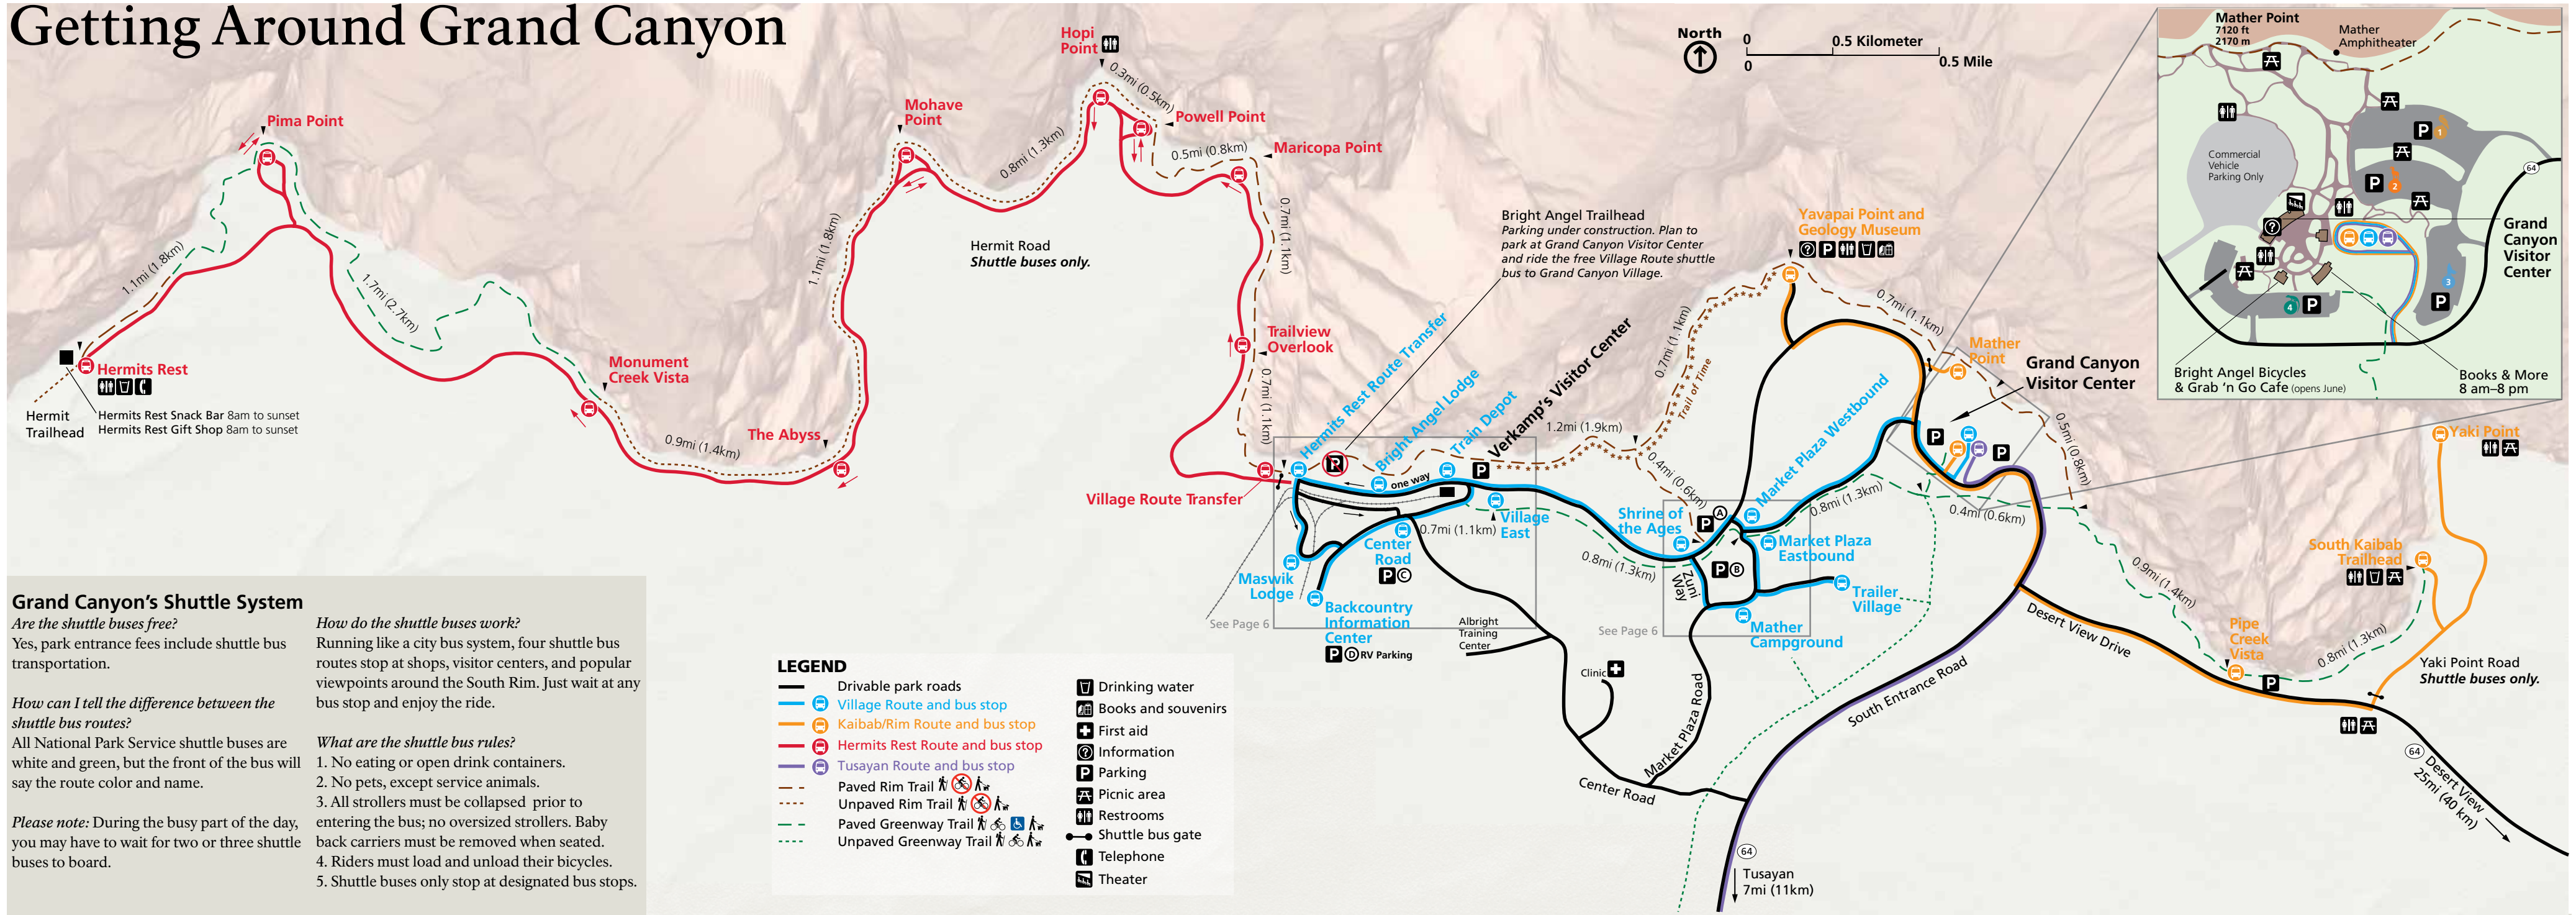 Getting Around Grand Canyon
Pima Point
1.1mi (1.8km)
Hermits Rest
Hermit
Trailhead
Hermits Rest Snack Bar 8am to sunset
Hermits Rest Gift Shop 8am to sunset
1.7mi (2.7km)
Monument
Creek Vista
0.9mi (1.4km)
The Abyss
1.1mi (1.8km)
Mohave
Point
0.8mi (1.3km)
Hopi
Point
0.3mi (0.5km)
Powell Point
0.5mi (0.8km)
Maricopa Point
0.7mi (1.1km)
Hermit Road
Shuttle buses only.
Trailview
Overlook
0.7mi (1.1km)
Village Route Transfer
North
0
0.5 Kilometer
0
0.5 Mile
Bright Angel Trailhead
Parking under construction. Plan to
park at Grand Canyon Visitor Center
and ride the free Village Route shuttle
bus to Grand Canyon Village.
Hermits Rest Route Transfer
Bright Angel Lodge
Train Depot
Verkamp's Visitor Center
one way
P
P
Village
East
0.7mi (1.1km)
Center
Road
P C
Maswik
Lodge
Backcountry
Information
Center
P D RV Parking
See Page 6
1.2mi (1.9km)
0.7mi (1.1km)
Trail of Time
0.4mi (0.6km)
Yavapai Point and
Geology Museum
? P
0.7mi (1.1km)
Mather
Point
Grand Canyon
Visitor Center
P
P
0.5mi (0.8km)
Market Plaza Westbound
0.8mi (1.3km)
0.4mi (0.6km)
Shrine of
the Ages
P A
Market Plaza
Eastbound
P B
0.8mi (1.3km)
Zuni
Way
Trailer
Village
Mather
Campground
See Page 6
Albright
Training
Center
Clinic
Market Plaza Road
Center Road
South Entrance Road
64
Tusayan
7mi (11km)
Desert View Drive
0.9mi (1.4km)
Pipe
Creek
Vista
P
0.8mi (1.3km)
South Kaibab
Trailhead
Yaki Point
Yaki Point Road
Shuttle buses only.
64
Desert View
25mi (40 km)
Mather Point
7120 ft
2170 m
Mather
Amphitheater
Commercial
Vehicle
Parking Only
P 1
P 2
P 3
4 P
?
64
Grand
Canyon
Visitor
Center
Bright Angel Bicycles
& Grab 'n Go Cafe (opens June)
Books & More
8 am–8 pm
Grand Canyon's Shuttle System
Are the shuttle buses free?
Yes, park entrance fees include shuttle bus
transportation.
How can I tell the difference between the
shuttle bus routes?
All National Park Service shuttle buses are
white and green, but the front of the bus will
say the route color and name.
Please note: During the busy part of the day,
you may have to wait for two or three shuttle
buses to board.
How do the shuttle buses work?
Running like a city bus system, four shuttle bus
routes stop at shops, visitor centers, and popular
viewpoints around the South Rim. Just wait at any
bus stop and enjoy the ride.
What are the shuttle bus rules?
1. No eating or open drink containers.
2. No pets, except service animals.
3. All strollers must be collapsed prior to
entering the bus; no oversized strollers. Baby
back carriers must be removed when seated.
4. Riders must load and unload their bicycles.
5. Shuttle buses only stop at designated bus stops.
LEGEND
Drivable park roads
Village Route and bus stop
Kaibab/Rim Route and bus stop
Hermits Rest Route and bus stop
Tusayan Route and bus stop
Paved Rim Trail
Unpaved Rim Trail
Paved Greenway Trail
Unpaved Greenway Trail
Drinking water
Books and souvenirs
First aid
? Information
P Parking
Picnic area
Restrooms
Shuttle bus gate
Telephone
Theater